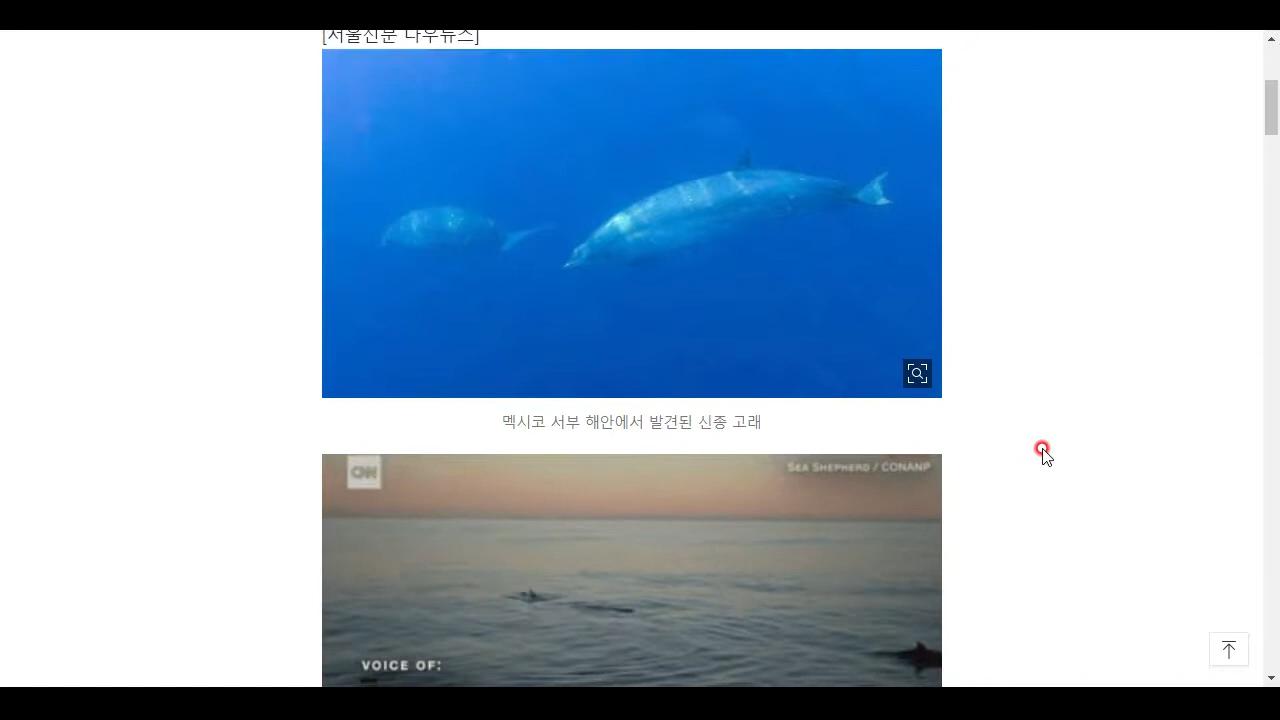 [서울신문 나우뉴스]
멕시코 서부 해안에서 발견된 신종 고래
CNN
SEA SHEPHERD / CONANP
VOICE OF: